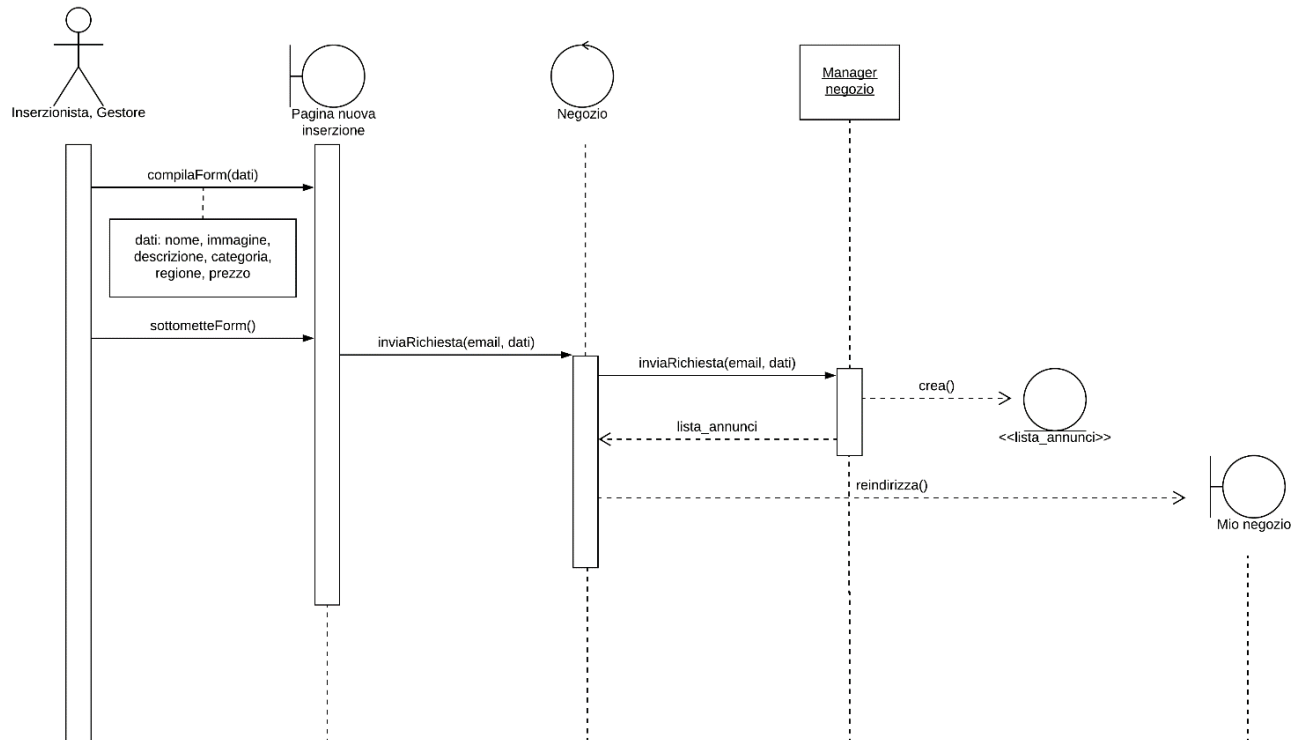 Inserzionista, Gestore
Pagina nuova
inserzione
Negozio
Manager
negozio
compilaForm(dati)
dati: nome, immagine,
descrizione, categoria,
regione, prezzo
sottometteForm()
inviaRichiesta(email, dati)
inviaRichiesta(email, dati)
crea()
<<lista_annunci>>
lista_annunci
reindirizza()
Mio negozio